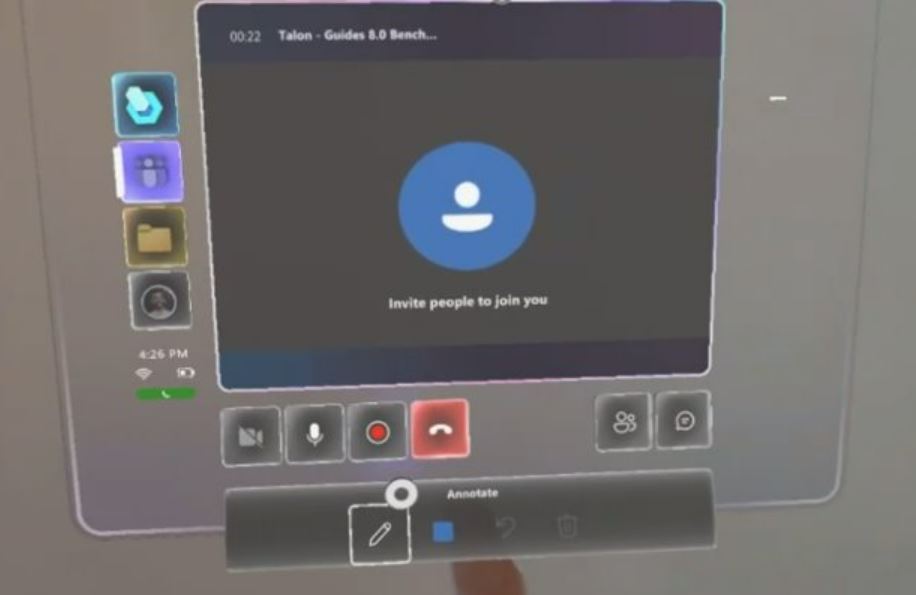 00:22 Talon - Guides 8.0 Bench...
Invite people to join you
4:26 PM
Annotate